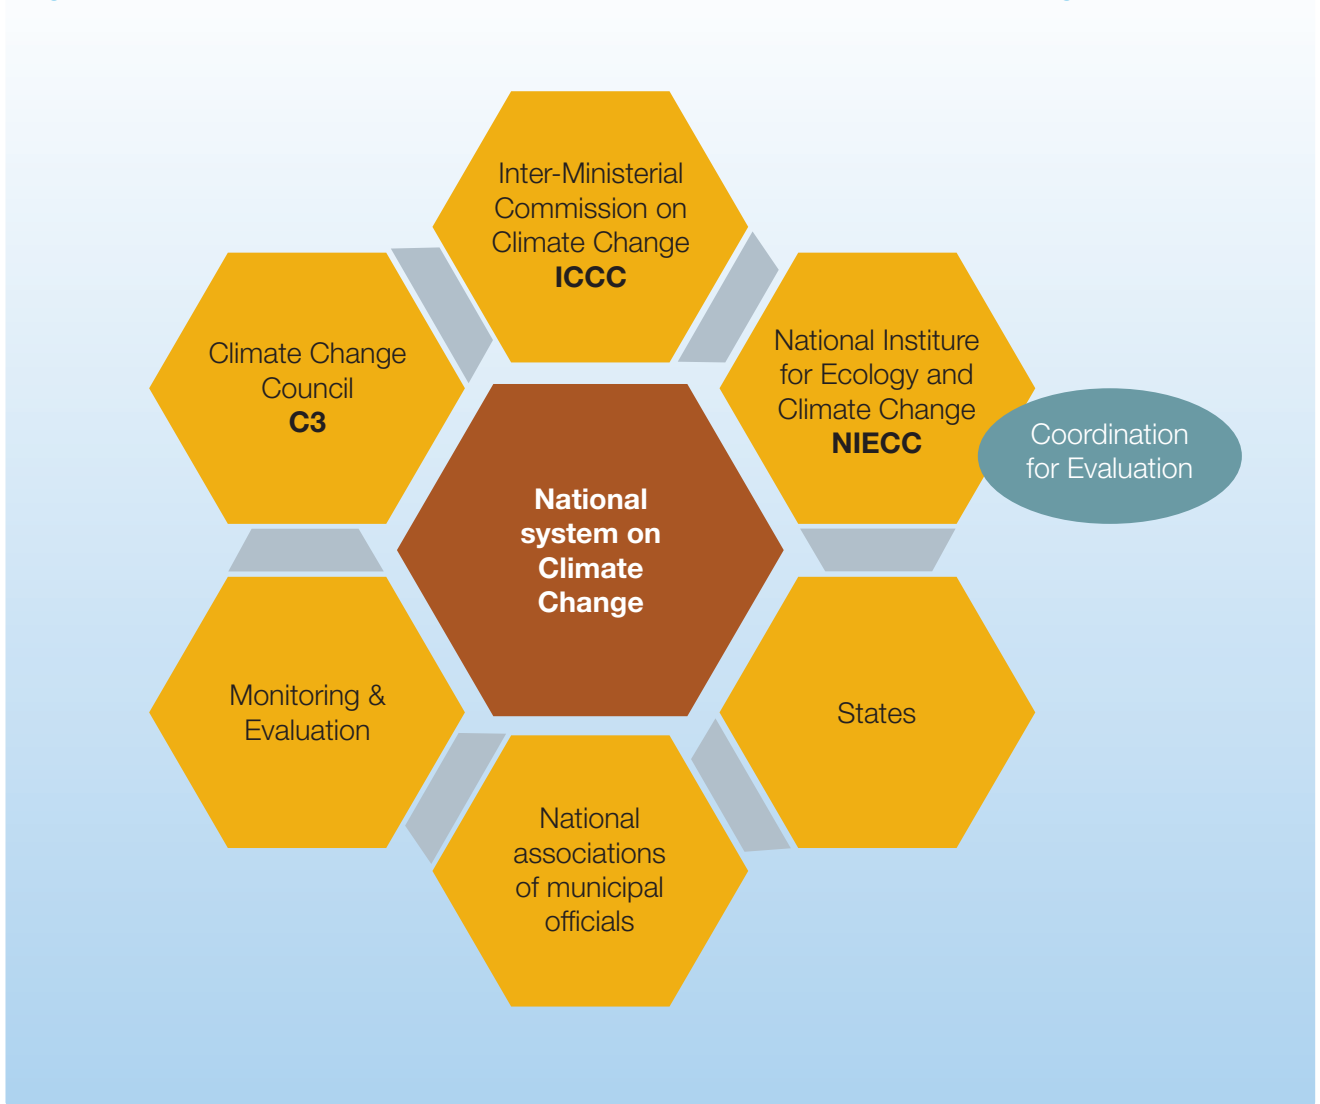 Inter-Ministerial
Commission on
Climate Change
ICCC
Climate Change
Council
C3
National Institure
for Ecology and
Climate Change
NIECC
Coordination
for Evaluation
National
system on
Climate
Change
Monitoring &
Evaluation
States
National
associations
of municipal
officials